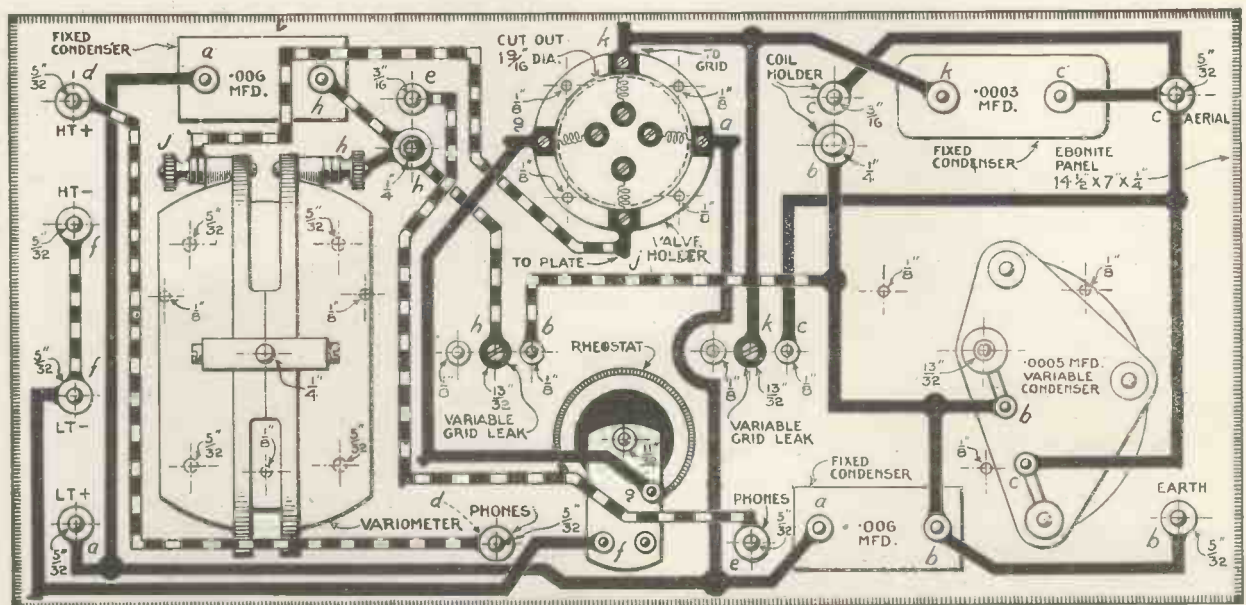 FIXED
CONDENSER
a
.006
MFD.
h
5/32"
d
HT+
j
h
3/16"
e
h
1/4"
CUT OUT
1 9/16" DIA.
k
TO
GRID
1/8"
1/8"
g
a
1/8"
1/8"
VALVE
HOLDER
TO PLATE
j
COIL
HOLDER
c
3/16"
b
1/4"
k
.0003
MFD.
c
FIXED
CONDENSER
5/32"
C
AERIAL
EBONITE
PANEL
14 1/2" X 7" X 1/4"
HT-
5/32"
f
5/32"
5/32"
1/8"
1/8"
1/4"
5/32"
1/8"
5/32"
VARIOMETER
5/32"
f
LT-
LT+
5/32"
a
h
b
1/8"
13/32"
1/8"
VARIABLE
GRID LEAK
RHEOSTAT
g
f
d
PHONES
5/32"
k
c
1/8"
13/32"
1/8"
VARIABLE
GRID LEAK
1/8"
1/8"
13/32"
.0005 MFD.
VARIABLE
CONDENSER
b
1/8"
c
FIXED CONDENSER
PHONES
5/32"
e
a
.006
MFD.
b
EARTH
b
5/32"